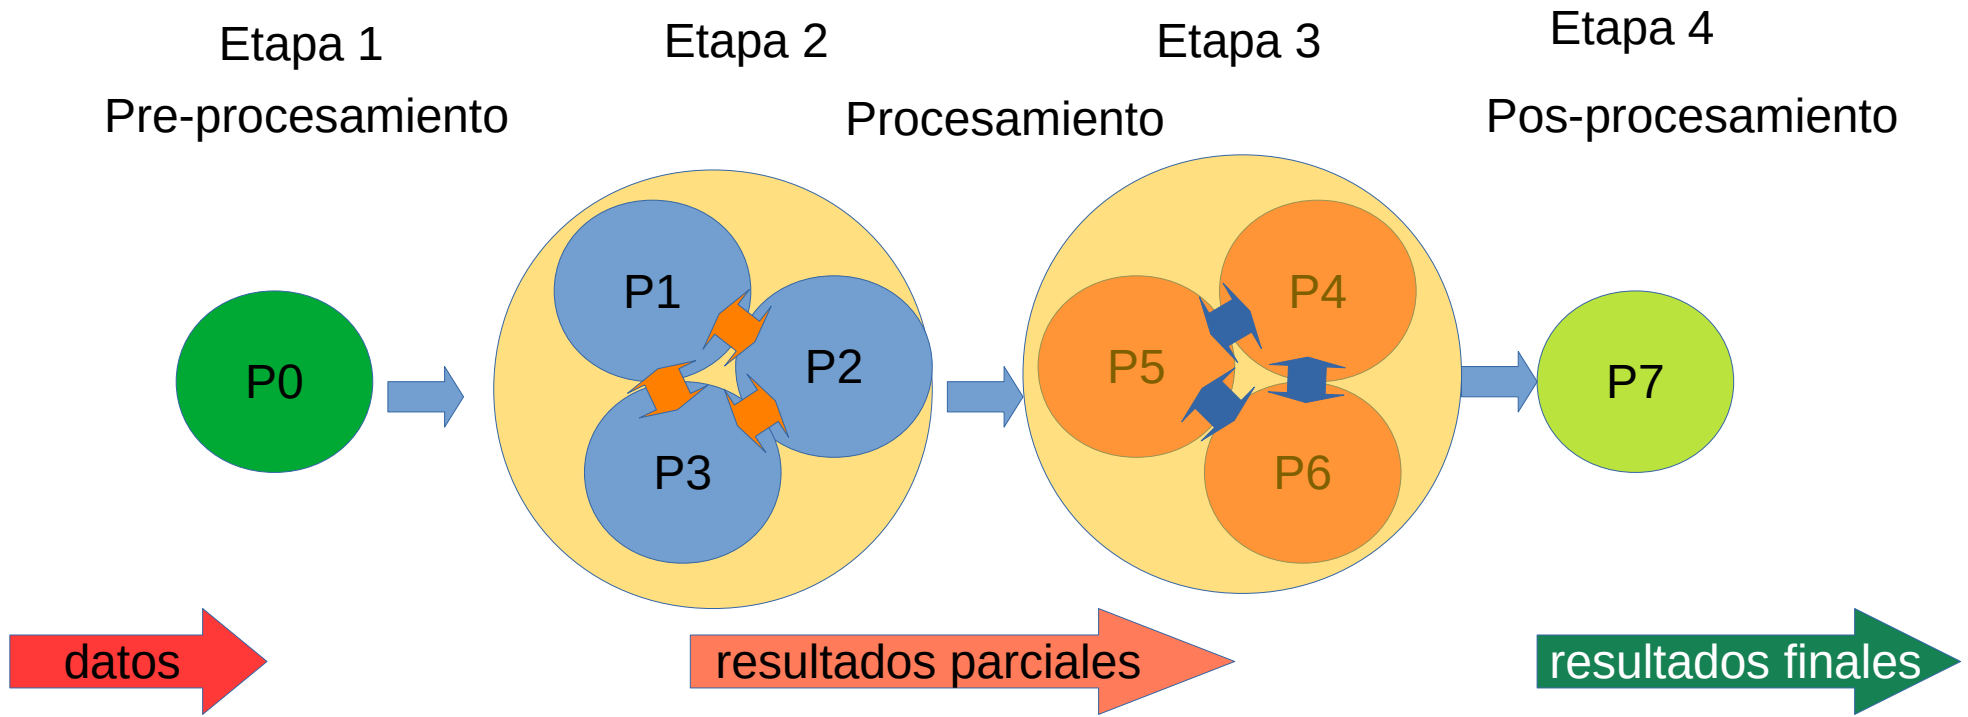 Etapa 1
Etapa 2
Etapa 3
Etapa 4
Pre-procesamiento
Procesamiento
Pos-procesamiento
P0
P1
P2
P3
P4
P5
P6
P7
datos
resultados parciales
resultados finales